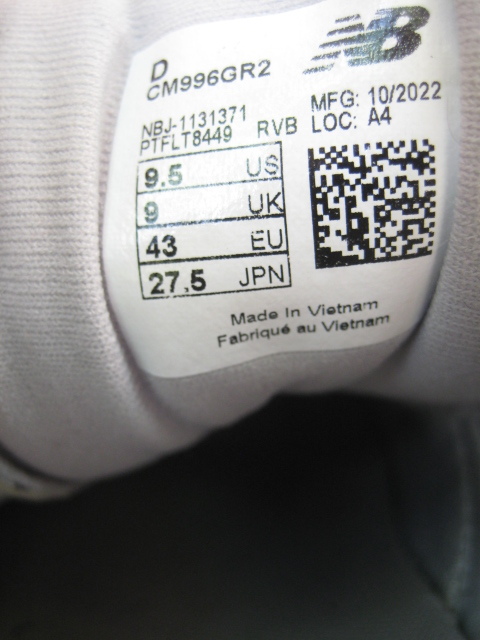 D
CM996GR2
NB
NBJ-1131371
PTFLT8449 RVB
MFG: 10/2022
LOC: A4
9.5 US
9 UK
43 EU
27.5 JPN
Made In Vietnam
Fabriqué au Vietnam